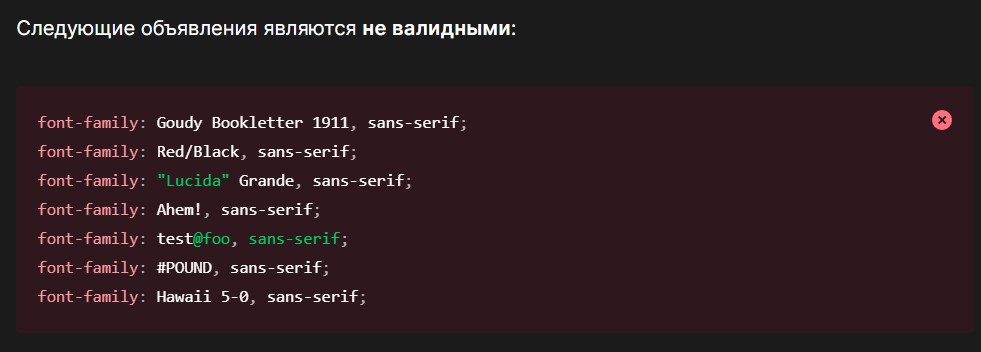 Следующие объявления являются не валидными:
font-family: Goudy Bookletter 1911, sans-serif;
font-family: Red/Black, sans-serif;
font-family: "Lucida" Grande, sans-serif;
font-family: Ahem!, sans-serif;
font-family: test@foo, sans-serif;
font-family: #POUND, sans-serif;
font-family: Hawaii 5-0, sans-serif;